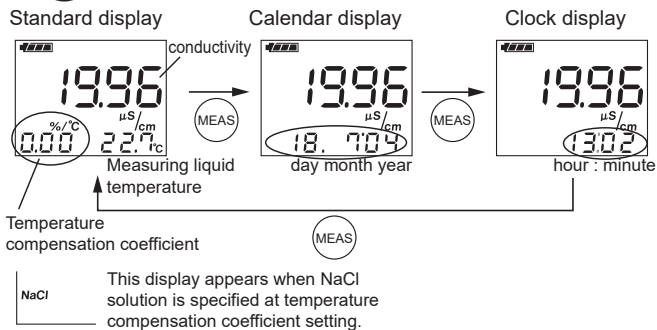 Standard display
Calendar display
Clock display
conductivity
19.96
µS/cm
%/°C
0.00
22.7°C
MEAS
19.96
µS/cm
18. 7'04
MEAS
19.96
µS/cm
13:02
Measuring liquid
temperature
day month year
hour : minute
Temperature
compensation coefficient
MEAS
NaCl
This display appears when NaCl
solution is specified at temperature
compensation coefficient setting.